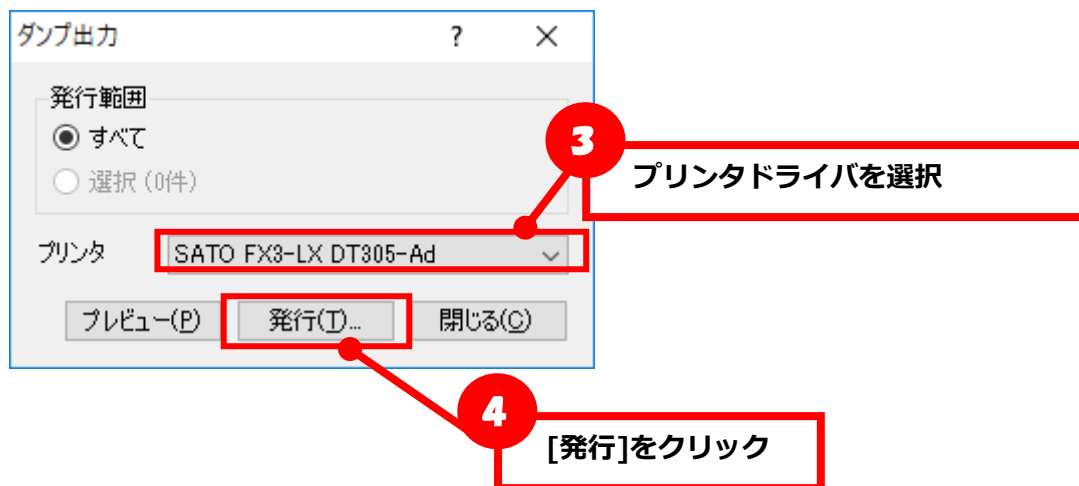 ダンプ出力 ? ×
発行範囲
すべて
選択 (0件)
3
プリンタドライバを選択
プリンタ SATO FX3-LX DT305-Ad
プレビュー(P) 発行(T)... 閉じる(C)
4
[発行]をクリック